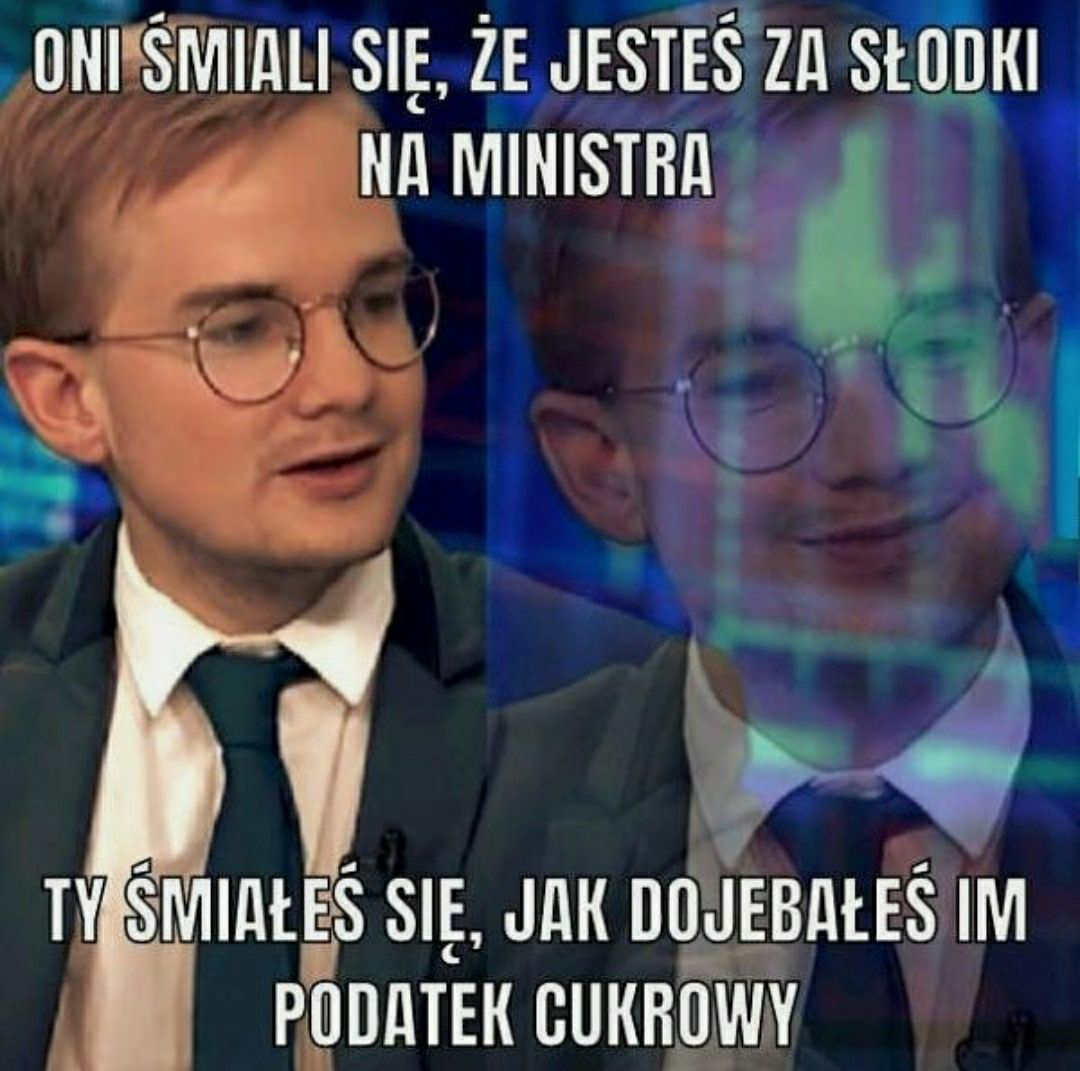 ONI ŚMIALI SIĘ, ŻE JESTEŚ ZA SŁODKI
NA MINISTRA
TY ŚMIAŁEŚ SIĘ, JAK DOJEBAŁEŚ IM
PODATEK CUKROWY